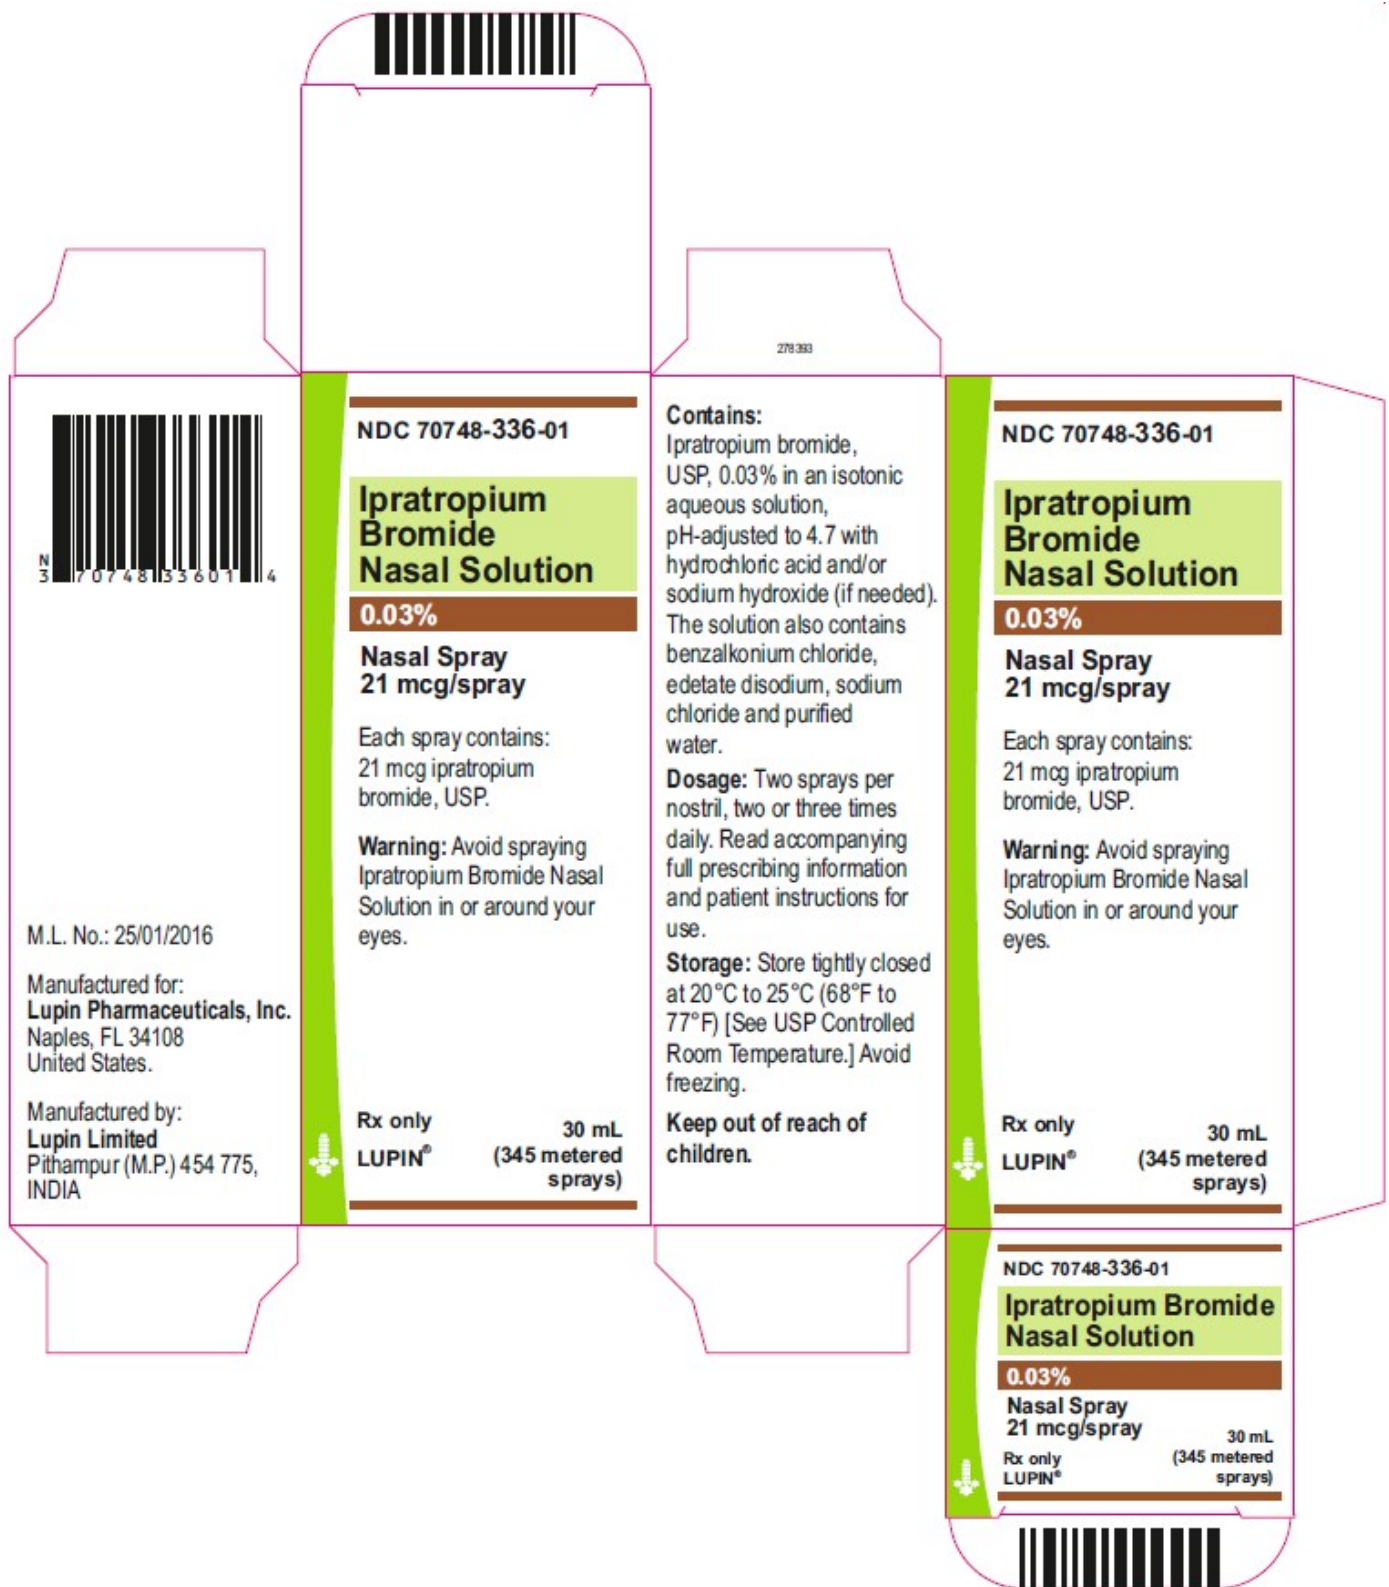 278393
N
3 70748 33601 4
M.L. No.: 25/01/2016
Manufactured for:
Lupin Pharmaceuticals, Inc.
Naples, FL 34108
United States.
Manufactured by:
Lupin Limited
Pithampur (M.P.) 454 775,
INDIA
NDC 70748-336-01
Ipratropium
Bromide
Nasal Solution
0.03%
Nasal Spray
21 mcg/spray
Each spray contains:
21 mcg ipratropium
bromide, USP.
Warning: Avoid spraying
Ipratropium Bromide Nasal
Solution in or around your
eyes.
Rx only
LUPIN®
30 mL
(345 metered
sprays)
Contains:
Ipratropium bromide,
USP, 0.03% in an isotonic
aqueous solution,
pH-adjusted to 4.7 with
hydrochloric acid and/or
sodium hydroxide (if needed).
The solution also contains
benzalkonium chloride,
edetate disodium, sodium
chloride and purified
water.
Dosage: Two sprays per
nostril, two or three times
daily. Read accompanying
full prescribing information
and patient instructions for
use.
Storage: Store tightly closed
at 20°C to 25°C (68°F to
77°F) [See USP Controlled
Room Temperature.] Avoid
freezing.
Keep out of reach of
children.
NDC 70748-336-01
Ipratropium
Bromide
Nasal Solution
0.03%
Nasal Spray
21 mcg/spray
Each spray contains:
21 mcg ipratropium
bromide, USP.
Warning: Avoid spraying
Ipratropium Bromide Nasal
Solution in or around your
eyes.
Rx only
LUPIN®
30 mL
(345 metered
sprays)
NDC 70748-336-01
Ipratropium Bromide
Nasal Solution
0.03%
Nasal Spray
21 mcg/spray
Rx only
LUPIN®
30 mL
(345 metered
sprays)